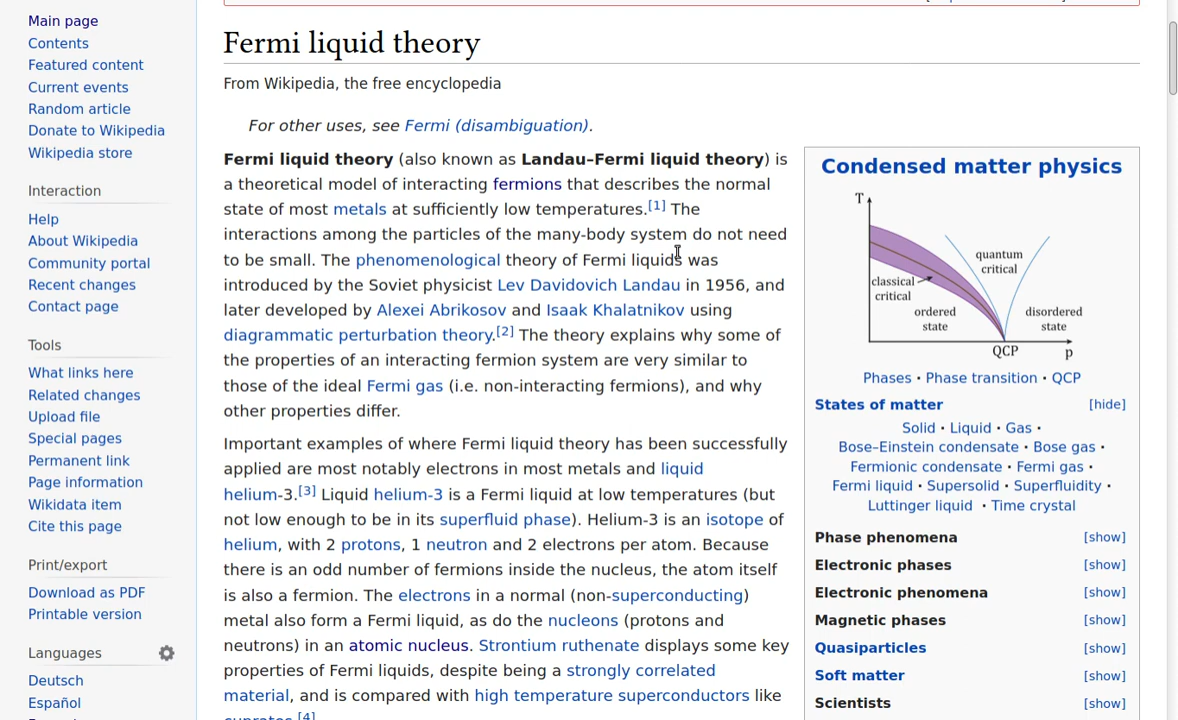 Main page
Contents
Featured content
Current events
Random article
Donate to Wikipedia
Wikipedia store
Interaction
Help
About Wikipedia
Community portal
Recent changes
Contact page
Tools
What links here
Related changes
Upload file
Special pages
Permanent link
Page information
Wikidata item
Cite this page
Print/export
Download as PDF
Printable version
Languages
Deutsch
Español
Fermi liquid theory
From Wikipedia, the free encyclopedia
For other uses, see Fermi (disambiguation).
Fermi liquid theory (also known as Landau–Fermi liquid theory) is
a theoretical model of interacting fermions that describes the normal
state of most metals at sufficiently low temperatures.[1] The
interactions among the particles of the many-body system do not need
to be small. The phenomenological theory of Fermi liquids was
introduced by the Soviet physicist Lev Davidovich Landau in 1956, and
later developed by Alexei Abrikosov and Isaak Khalatnikov using
diagrammatic perturbation theory.[2] The theory explains why some of
the properties of an interacting fermion system are very similar to
those of the ideal Fermi gas (i.e. non-interacting fermions), and why
other properties differ.
Important examples of where Fermi liquid theory has been successfully
applied are most notably electrons in most metals and liquid
helium-3.[3] Liquid helium-3 is a Fermi liquid at low temperatures (but
not low enough to be in its superfluid phase). Helium-3 is an isotope of
helium, with 2 protons, 1 neutron and 2 electrons per atom. Because
there is an odd number of fermions inside the nucleus, the atom itself
is also a fermion. The electrons in a normal (non-superconducting)
metal also form a Fermi liquid, as do the nucleons (protons and
neutrons) in an atomic nucleus. Strontium ruthenate displays some key
properties of Fermi liquids, despite being a strongly correlated
material, and is compared with high temperature superconductors like
cuprates.[4]
Condensed matter physics
T
quantum
critical
classical
critical
ordered
state
disordered
state
QCP
p
Phases • Phase transition • QCP
States of matter [hide]
Solid • Liquid • Gas •
Bose–Einstein condensate • Bose gas •
Fermionic condensate • Fermi gas •
Fermi liquid • Supersolid • Superfluidity •
Luttinger liquid • Time crystal
Phase phenomena [show]
Electronic phases [show]
Electronic phenomena [show]
Magnetic phases [show]
Quasiparticles [show]
Soft matter [show]
Scientists [show]